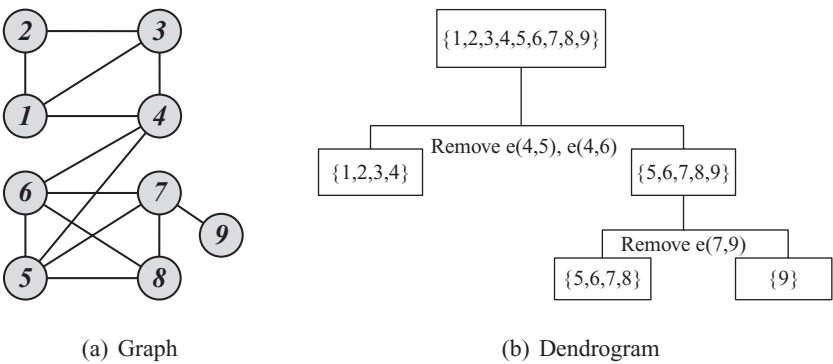 2 3
{1,2,3,4,5,6,7,8,9}
1 4
Remove e(4,5), e(4,6)
{1,2,3,4} {5,6,7,8,9}
6 7
9
Remove e(7,9)
5 8
{5,6,7,8} {9}
(a) Graph
(b) Dendrogram